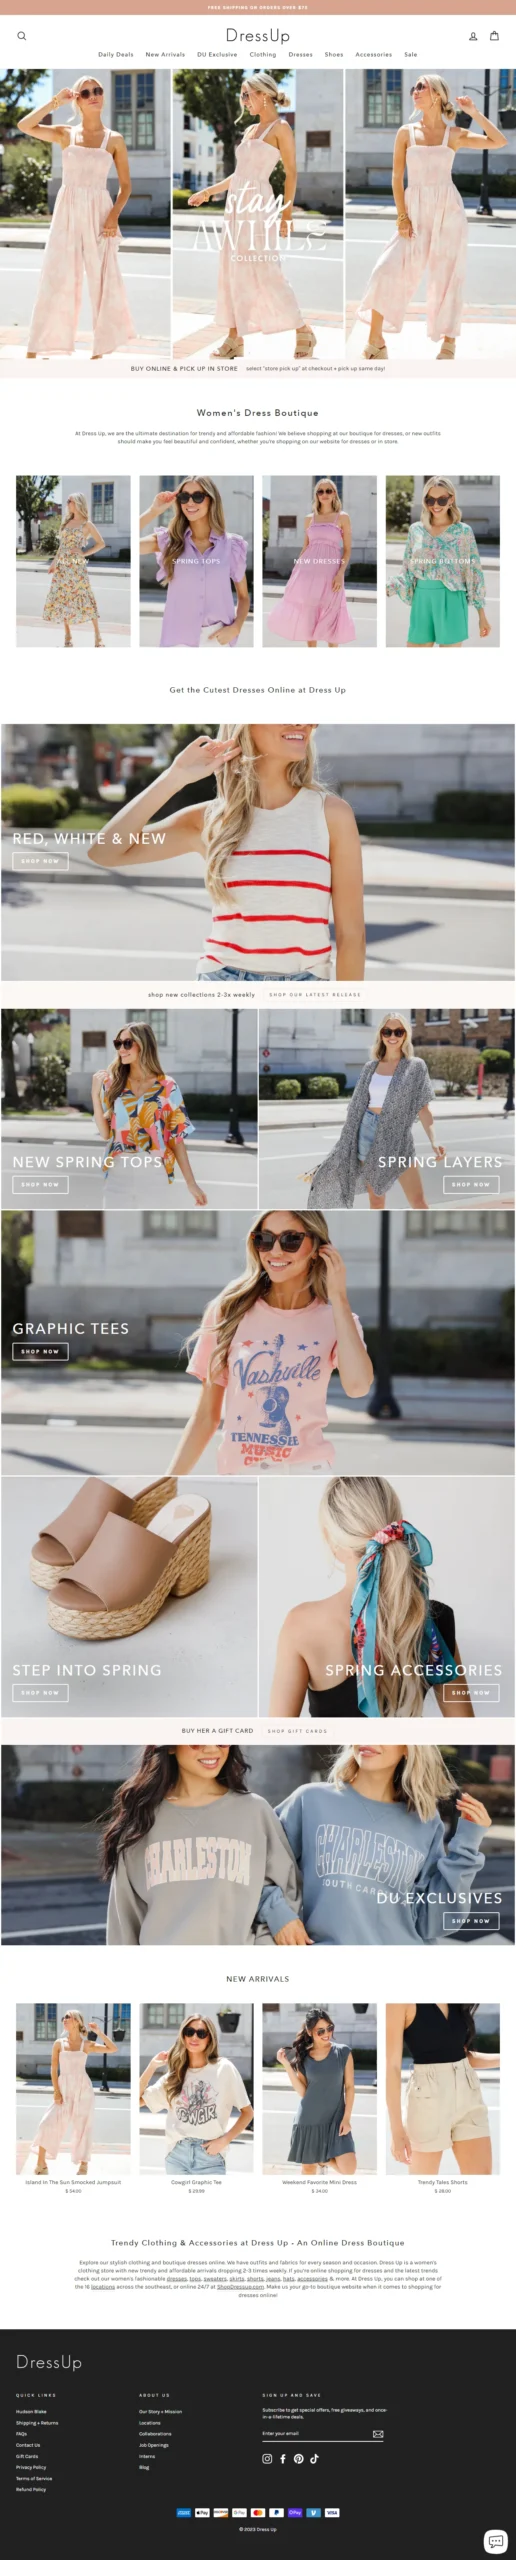 FREE SHIPPING ON ORDERS OVER $75
DressUp
Daily Deals New Arrivals DU Exclusive Clothing Dresses Shoes Accessories Sale
stay
AWHILE
COLLECTION
BUY ONLINE & PICK UP IN STORE select "store pick up" at checkout + pick up same day!
Women's Dress Boutique
At Dress Up, we are the ultimate destination for trendy and affordable fashion! We believe shopping at our boutique for dresses, or new outfits
should make you feel beautiful and confident, whether you're shopping on our website for dresses or in store.
ALL NEW
SPRING TOPS
NEW DRESSES
SPRING BOTTOMS
Get the Cutest Dresses Online at Dress Up
RED, WHITE & NEW
SHOP NOW
shop new collections 2-3x weekly SHOP OUR LATEST RELEASE
NEW SPRING TOPS
SHOP NOW
SPRING LAYERS
SHOP NOW
GRAPHIC TEES
SHOP NOW
Nashville
TENNESSEE
MUSIC
STEP INTO SPRING
SHOP NOW
SPRING ACCESSORIES
SHOP NOW
BUY HER A GIFT CARD SHOP GIFT CARDS
CHARLESTON
CHARLESTON
SOUTH
DU EXCLUSIVES
SHOP NOW
NEW ARRIVALS
COWGIRL
Island In The Sun Smocked Jumpsuit
$ 54.00
Cowgirl Graphic Tee
$ 29.99
Weekend Favorite Mini Dress
$ 34.00
Trendy Tales Shorts
$ 28.00
Trendy Clothing & Accessories at Dress Up - An Online Dress Boutique
Explore our stylish clothing and boutique dresses online. We have outfits and fabrics for every season and occasion. Dress Up is a women's
clothing store with new trendy and affordable arrivals dropping 2-3 times weekly. If you're online shopping for dresses and the latest trends
check out our women's fashionable dresses, tops, sweaters, skirts, shorts, jeans, hats, accessories & more. At Dress Up, you can shop at one of
the 16 locations across the southeast, or online 24/7 at ShopDressup.com. Make us your go-to boutique website when it comes to shopping for
dresses online!
DressUp
QUICK LINKS
Hudson Blake
Shipping + Returns
FAQs
Contact Us
Gift Cards
Privacy Policy
Terms of Service
Refund Policy
ABOUT US
Our Story + Mission
Locations
Collaborations
Job Openings
Interns
Blog
SIGN UP AND SAVE
Subscribe to get special offers, free giveaways, and once-
in-a-lifetime deals.
Enter your email
© 2023 Dress Up